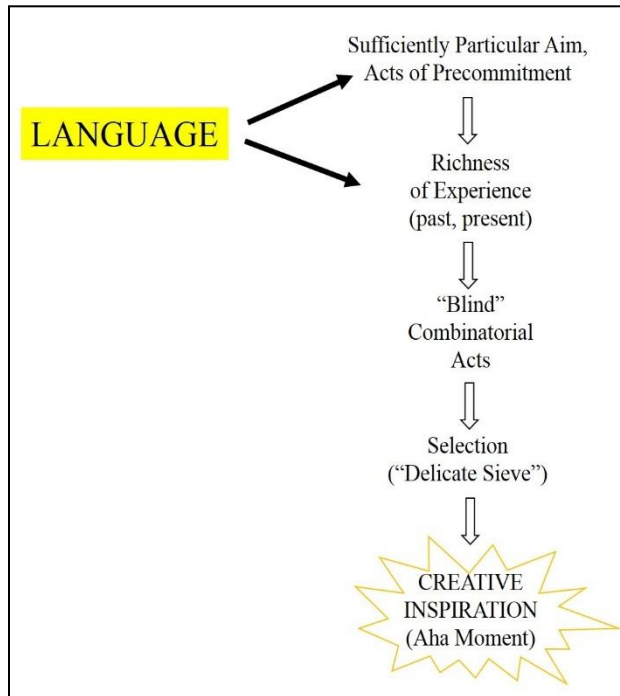 Sufficiently Particular Aim,
Acts of Precommitment
LANGUAGE
Richness
of Experience
(past, present)
“Blind”
Combinatorial
Acts
Selection
(“Delicate Sieve”)
CREATIVE
INSPIRATION
(Aha Moment)